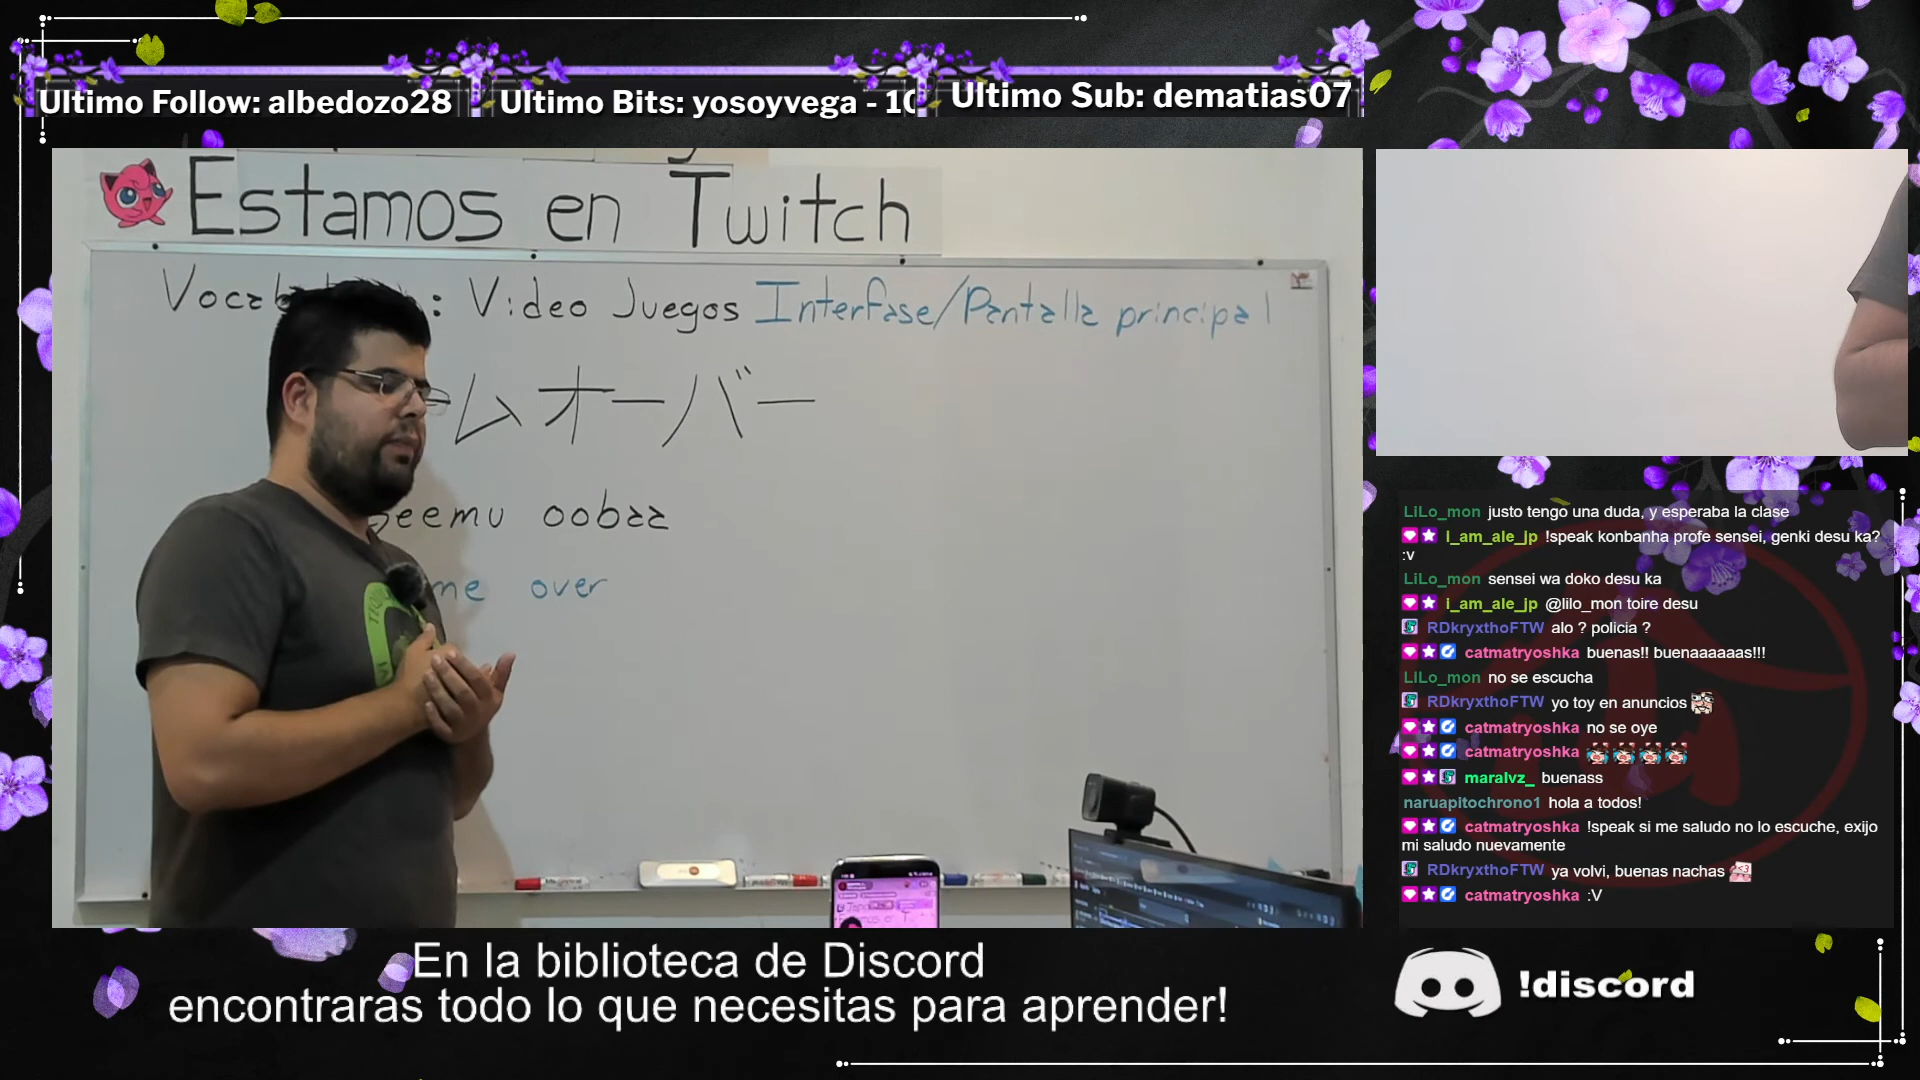 Ultimo Follow: albedozo28
Ultimo Bits: yosoyvega - 10
Ultimo Sub: dematias07
Estamos en Twitch
: Video Juegos Interfase/Pantalla principal
ムオーバー
geemu oobaa
me over
LiLo_mon justo tengo una duda, y esperaba la clase
i_am_ale_jp !speak konbanha profe sensei, genki desu ka?
:v
LiLo_mon sensei wa doko desu ka
i_am_ale_jp @lilo_mon toire desu
RDkryxthoFTW alo ? policia ?
catmatryoshka buenas!! buenaaaaaas!!!
LiLo_mon no se escucha
RDkryxthoFTW yo toy en anuncios
catmatryoshka no se oye
catmatryoshka
maralvz_ buenass
naruapitochrono1 hola a todos!
catmatryoshka !speak si me saludo no lo escuche, exijo
mi saludo nuevamente
RDkryxthoFTW ya volvi, buenas nachas
catmatryoshka :V
En la biblioteca de Discord
encontraras todo lo que necesitas para aprender!
!discord